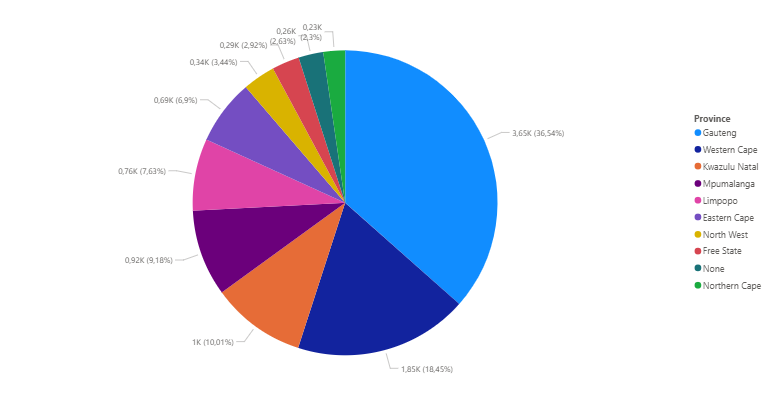 0,23K
(2,3%)
0,26K
(2,63%)
0,29K (2,92%)
0,34K (3,44%)
0,69K (6,9%)
0,76K (7,63%)
0,92K (9,18%)
1K (10,01%)
1,85K (18,45%)
3,65K (36,54%)
Province
Gauteng
Western Cape
Kwazulu Natal
Mpumalanga
Limpopo
Eastern Cape
North West
Free State
None
Northern Cape